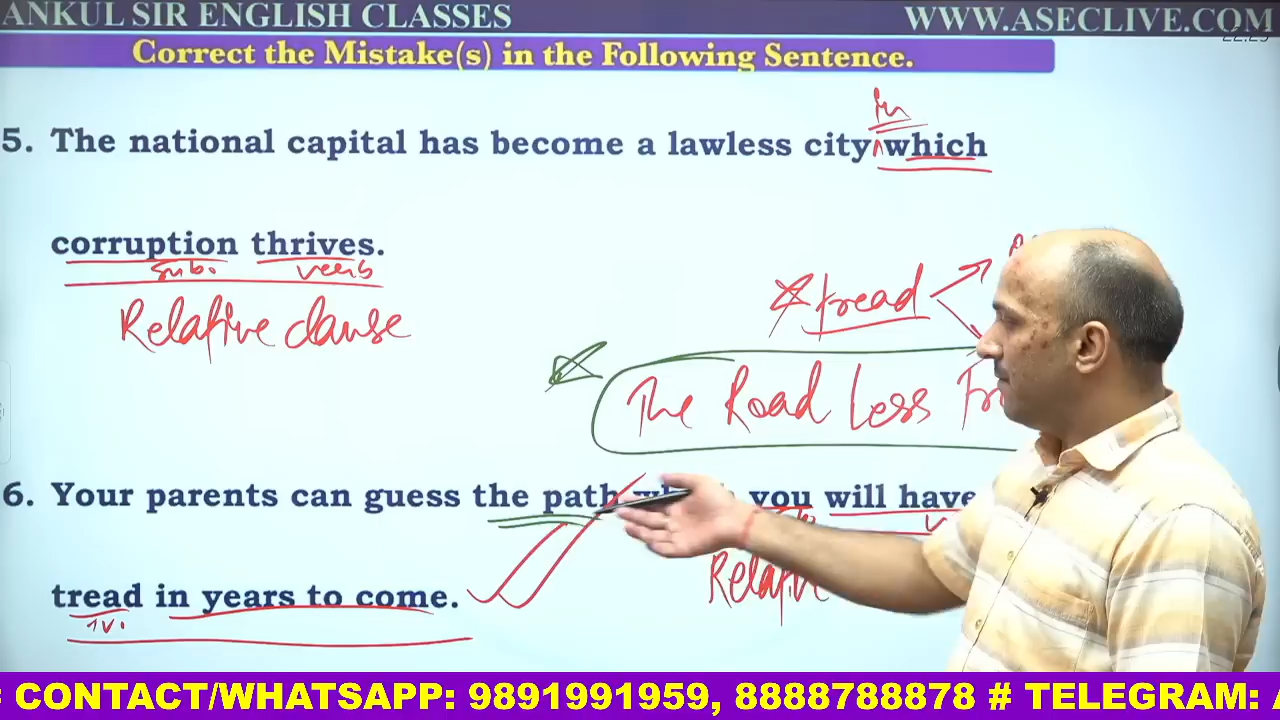 ANKUL SIR ENGLISH CLASSES
WWW.ASECLIVE.COM
Correct the Mistake(s) in the Following Sentence.
in
5. The national capital has become a lawless city ^ which
corruption thrives.
sub. verb
Relative clause
tread
The Road Less
6. Your parents can guess the path you will have
tread in years to come.
Relative
CONTACT/WHATSAPP: 9891991959, 8888788878 # TELEGRAM: